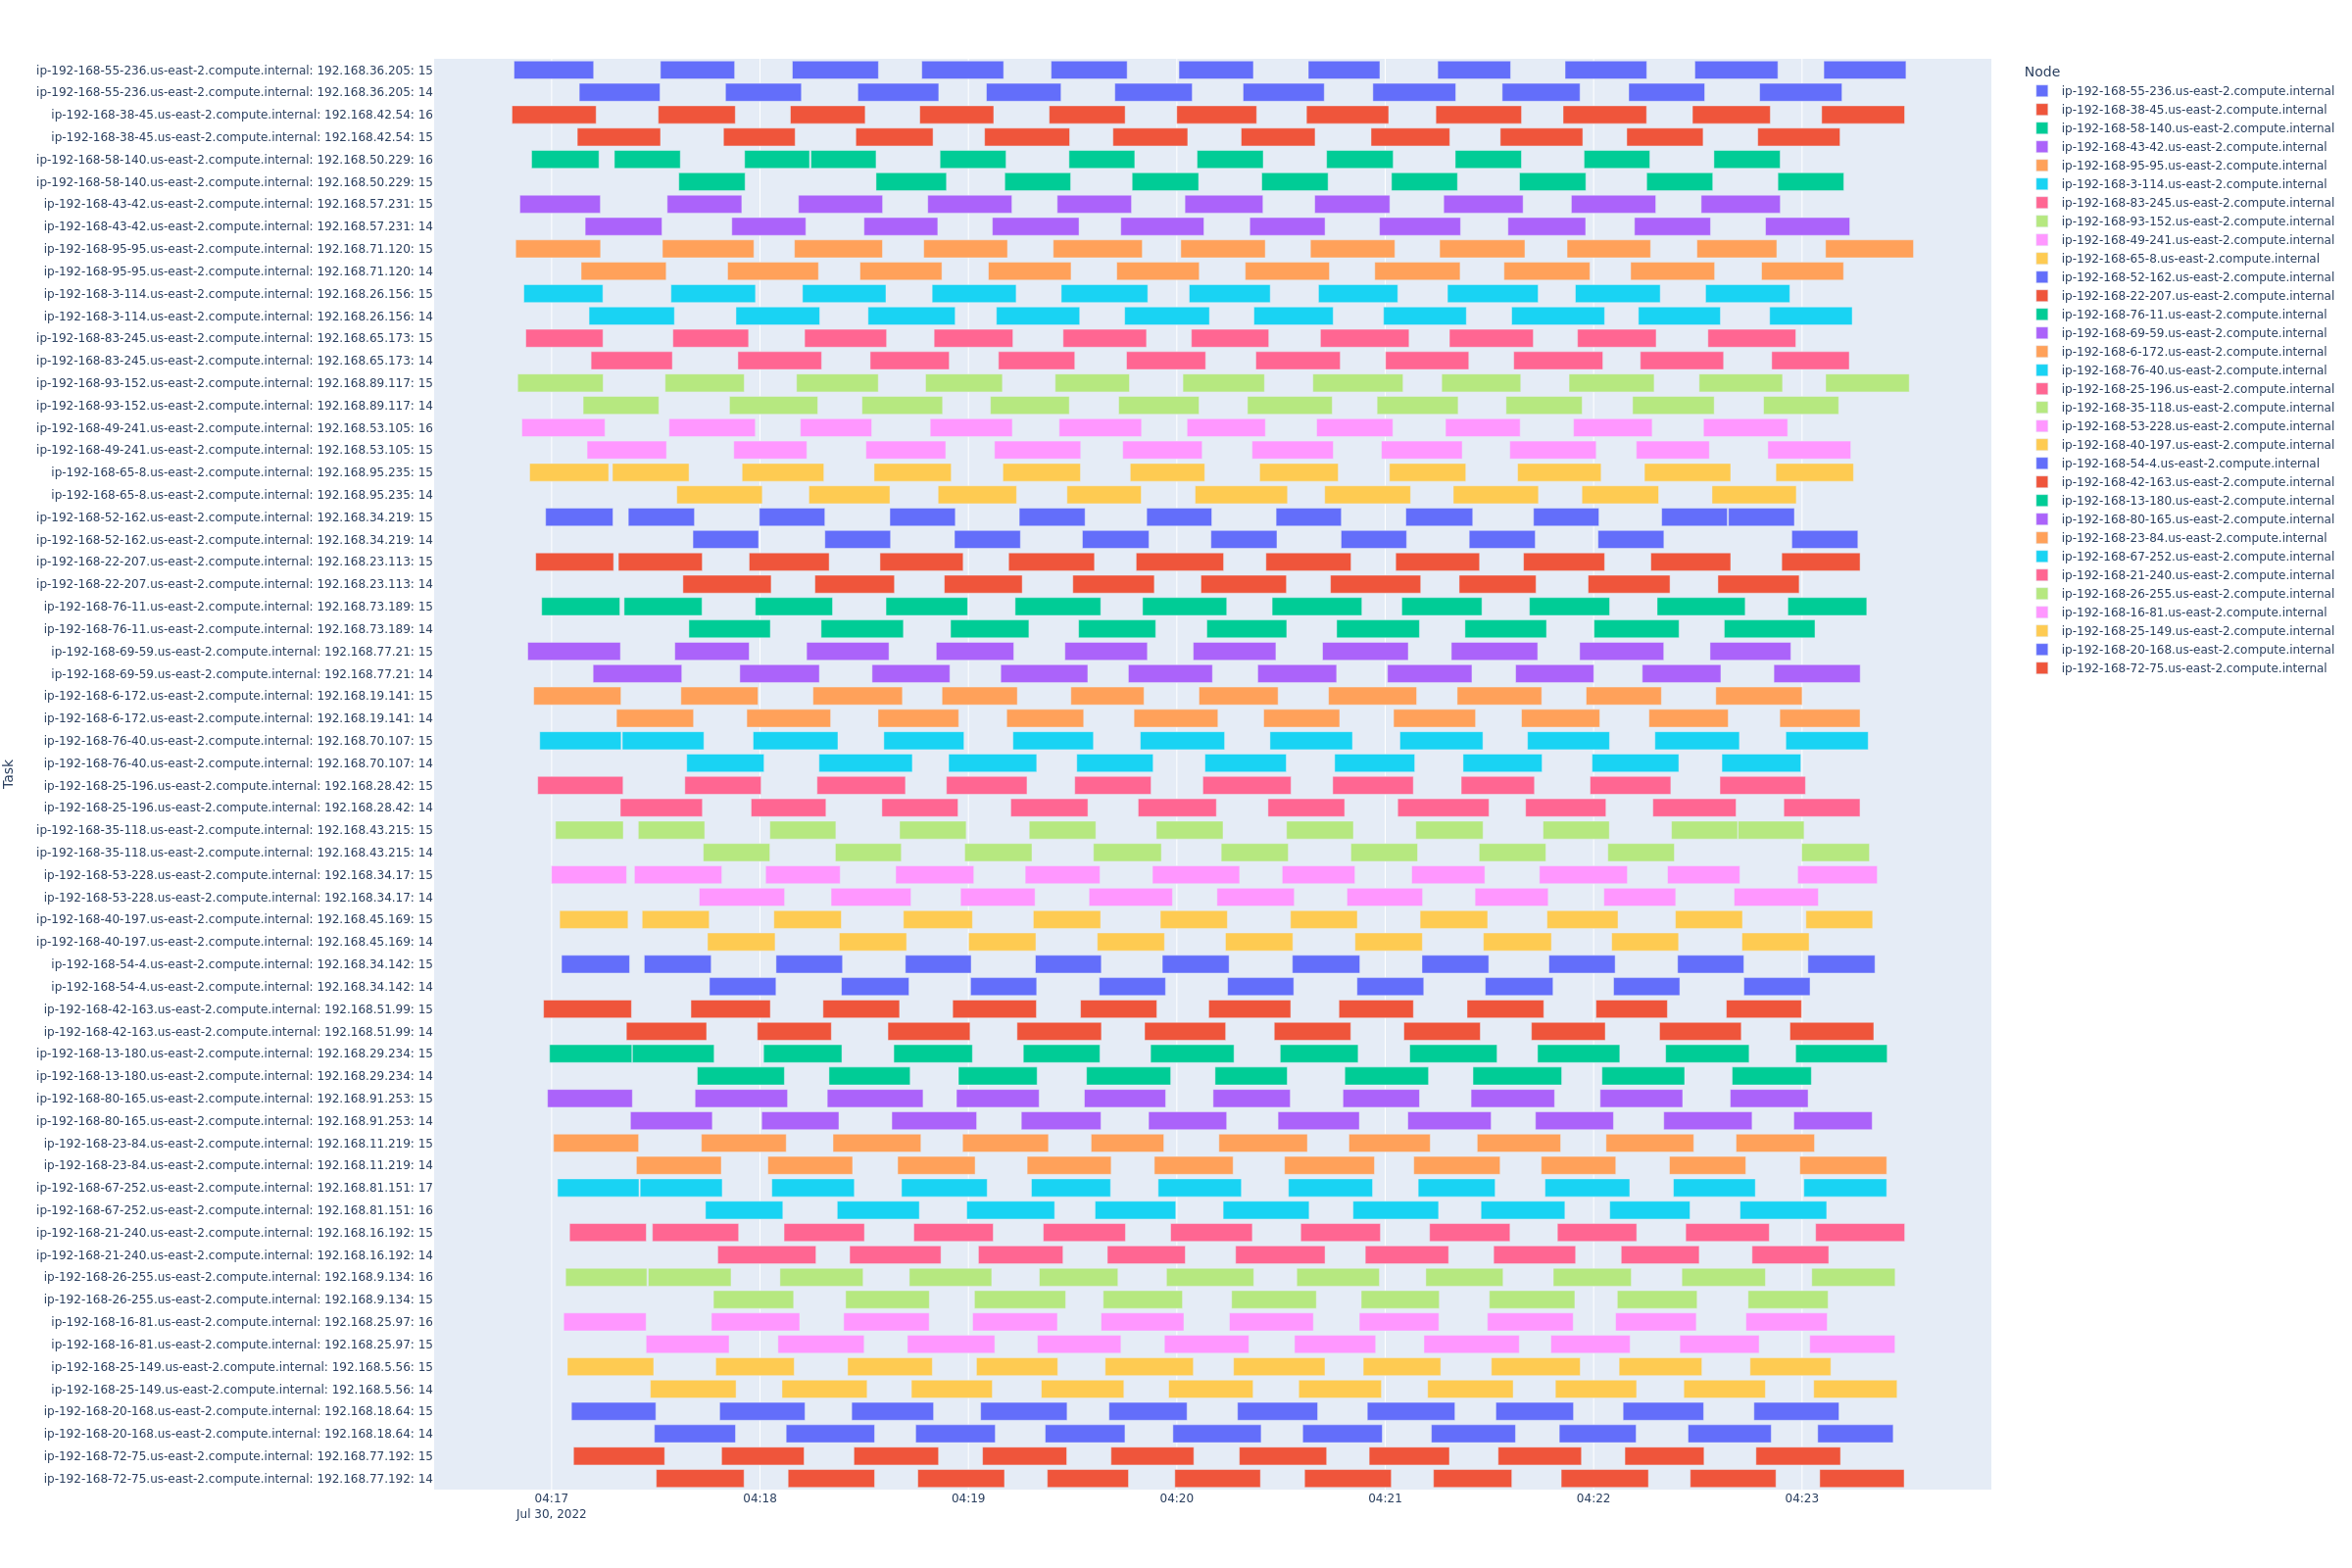 ip-192-168-55-236.us-east-2.compute.internal: 192.168.36.205: 15
ip-192-168-55-236.us-east-2.compute.internal: 192.168.36.205: 14
ip-192-168-38-45.us-east-2.compute.internal: 192.168.42.54: 16
ip-192-168-38-45.us-east-2.compute.internal: 192.168.42.54: 15
ip-192-168-58-140.us-east-2.compute.internal: 192.168.50.229: 16
ip-192-168-58-140.us-east-2.compute.internal: 192.168.50.229: 15
ip-192-168-43-42.us-east-2.compute.internal: 192.168.57.231: 15
ip-192-168-43-42.us-east-2.compute.internal: 192.168.57.231: 14
ip-192-168-95-95.us-east-2.compute.internal: 192.168.71.120: 15
ip-192-168-95-95.us-east-2.compute.internal: 192.168.71.120: 14
ip-192-168-3-114.us-east-2.compute.internal: 192.168.26.156: 15
ip-192-168-3-114.us-east-2.compute.internal: 192.168.26.156: 14
ip-192-168-83-245.us-east-2.compute.internal: 192.168.65.173: 15
ip-192-168-83-245.us-east-2.compute.internal: 192.168.65.173: 14
ip-192-168-93-152.us-east-2.compute.internal: 192.168.89.117: 15
ip-192-168-93-152.us-east-2.compute.internal: 192.168.89.117: 14
ip-192-168-49-241.us-east-2.compute.internal: 192.168.53.105: 16
ip-192-168-49-241.us-east-2.compute.internal: 192.168.53.105: 15
ip-192-168-65-8.us-east-2.compute.internal: 192.168.95.235: 15
ip-192-168-65-8.us-east-2.compute.internal: 192.168.95.235: 14
ip-192-168-52-162.us-east-2.compute.internal: 192.168.34.219: 15
ip-192-168-52-162.us-east-2.compute.internal: 192.168.34.219: 14
ip-192-168-22-207.us-east-2.compute.internal: 192.168.23.113: 15
ip-192-168-22-207.us-east-2.compute.internal: 192.168.23.113: 14
ip-192-168-76-11.us-east-2.compute.internal: 192.168.73.189: 15
ip-192-168-76-11.us-east-2.compute.internal: 192.168.73.189: 14
ip-192-168-69-59.us-east-2.compute.internal: 192.168.77.21: 15
ip-192-168-69-59.us-east-2.compute.internal: 192.168.77.21: 14
ip-192-168-6-172.us-east-2.compute.internal: 192.168.19.141: 15
ip-192-168-6-172.us-east-2.compute.internal: 192.168.19.141: 14
ip-192-168-76-40.us-east-2.compute.internal: 192.168.70.107: 15
ip-192-168-76-40.us-east-2.compute.internal: 192.168.70.107: 14
ip-192-168-25-196.us-east-2.compute.internal: 192.168.28.42: 15
ip-192-168-25-196.us-east-2.compute.internal: 192.168.28.42: 14
ip-192-168-35-118.us-east-2.compute.internal: 192.168.43.215: 15
ip-192-168-35-118.us-east-2.compute.internal: 192.168.43.215: 14
ip-192-168-53-228.us-east-2.compute.internal: 192.168.34.17: 15
ip-192-168-53-228.us-east-2.compute.internal: 192.168.34.17: 14
ip-192-168-40-197.us-east-2.compute.internal: 192.168.45.169: 15
ip-192-168-40-197.us-east-2.compute.internal: 192.168.45.169: 14
ip-192-168-54-4.us-east-2.compute.internal: 192.168.34.142: 15
ip-192-168-54-4.us-east-2.compute.internal: 192.168.34.142: 14
ip-192-168-42-163.us-east-2.compute.internal: 192.168.51.99: 15
ip-192-168-42-163.us-east-2.compute.internal: 192.168.51.99: 14
ip-192-168-13-180.us-east-2.compute.internal: 192.168.29.234: 15
ip-192-168-13-180.us-east-2.compute.internal: 192.168.29.234: 14
ip-192-168-80-165.us-east-2.compute.internal: 192.168.91.253: 15
ip-192-168-80-165.us-east-2.compute.internal: 192.168.91.253: 14
ip-192-168-23-84.us-east-2.compute.internal: 192.168.11.219: 15
ip-192-168-23-84.us-east-2.compute.internal: 192.168.11.219: 14
ip-192-168-67-252.us-east-2.compute.internal: 192.168.81.151: 17
ip-192-168-67-252.us-east-2.compute.internal: 192.168.81.151: 16
ip-192-168-21-240.us-east-2.compute.internal: 192.168.16.192: 15
ip-192-168-21-240.us-east-2.compute.internal: 192.168.16.192: 14
ip-192-168-26-255.us-east-2.compute.internal: 192.168.9.134: 16
ip-192-168-26-255.us-east-2.compute.internal: 192.168.9.134: 15
ip-192-168-16-81.us-east-2.compute.internal: 192.168.25.97: 16
ip-192-168-16-81.us-east-2.compute.internal: 192.168.25.97: 15
ip-192-168-25-149.us-east-2.compute.internal: 192.168.5.56: 15
ip-192-168-25-149.us-east-2.compute.internal: 192.168.5.56: 14
ip-192-168-20-168.us-east-2.compute.internal: 192.168.18.64: 15
ip-192-168-20-168.us-east-2.compute.internal: 192.168.18.64: 14
ip-192-168-72-75.us-east-2.compute.internal: 192.168.77.192: 15
ip-192-168-72-75.us-east-2.compute.internal: 192.168.77.192: 14
Task
04:17 04:18 04:19 04:20 04:21 04:22 04:23
Jul 30, 2022
Node
ip-192-168-55-236.us-east-2.compute.internal
ip-192-168-38-45.us-east-2.compute.internal
ip-192-168-58-140.us-east-2.compute.internal
ip-192-168-43-42.us-east-2.compute.internal
ip-192-168-95-95.us-east-2.compute.internal
ip-192-168-3-114.us-east-2.compute.internal
ip-192-168-83-245.us-east-2.compute.internal
ip-192-168-93-152.us-east-2.compute.internal
ip-192-168-49-241.us-east-2.compute.internal
ip-192-168-65-8.us-east-2.compute.internal
ip-192-168-52-162.us-east-2.compute.internal
ip-192-168-22-207.us-east-2.compute.internal
ip-192-168-76-11.us-east-2.compute.internal
ip-192-168-69-59.us-east-2.compute.internal
ip-192-168-6-172.us-east-2.compute.internal
ip-192-168-76-40.us-east-2.compute.internal
ip-192-168-25-196.us-east-2.compute.internal
ip-192-168-35-118.us-east-2.compute.internal
ip-192-168-53-228.us-east-2.compute.internal
ip-192-168-40-197.us-east-2.compute.internal
ip-192-168-54-4.us-east-2.compute.internal
ip-192-168-42-163.us-east-2.compute.internal
ip-192-168-13-180.us-east-2.compute.internal
ip-192-168-80-165.us-east-2.compute.internal
ip-192-168-23-84.us-east-2.compute.internal
ip-192-168-67-252.us-east-2.compute.internal
ip-192-168-21-240.us-east-2.compute.internal
ip-192-168-26-255.us-east-2.compute.internal
ip-192-168-16-81.us-east-2.compute.internal
ip-192-168-25-149.us-east-2.compute.internal
ip-192-168-20-168.us-east-2.compute.internal
ip-192-168-72-75.us-east-2.compute.internal